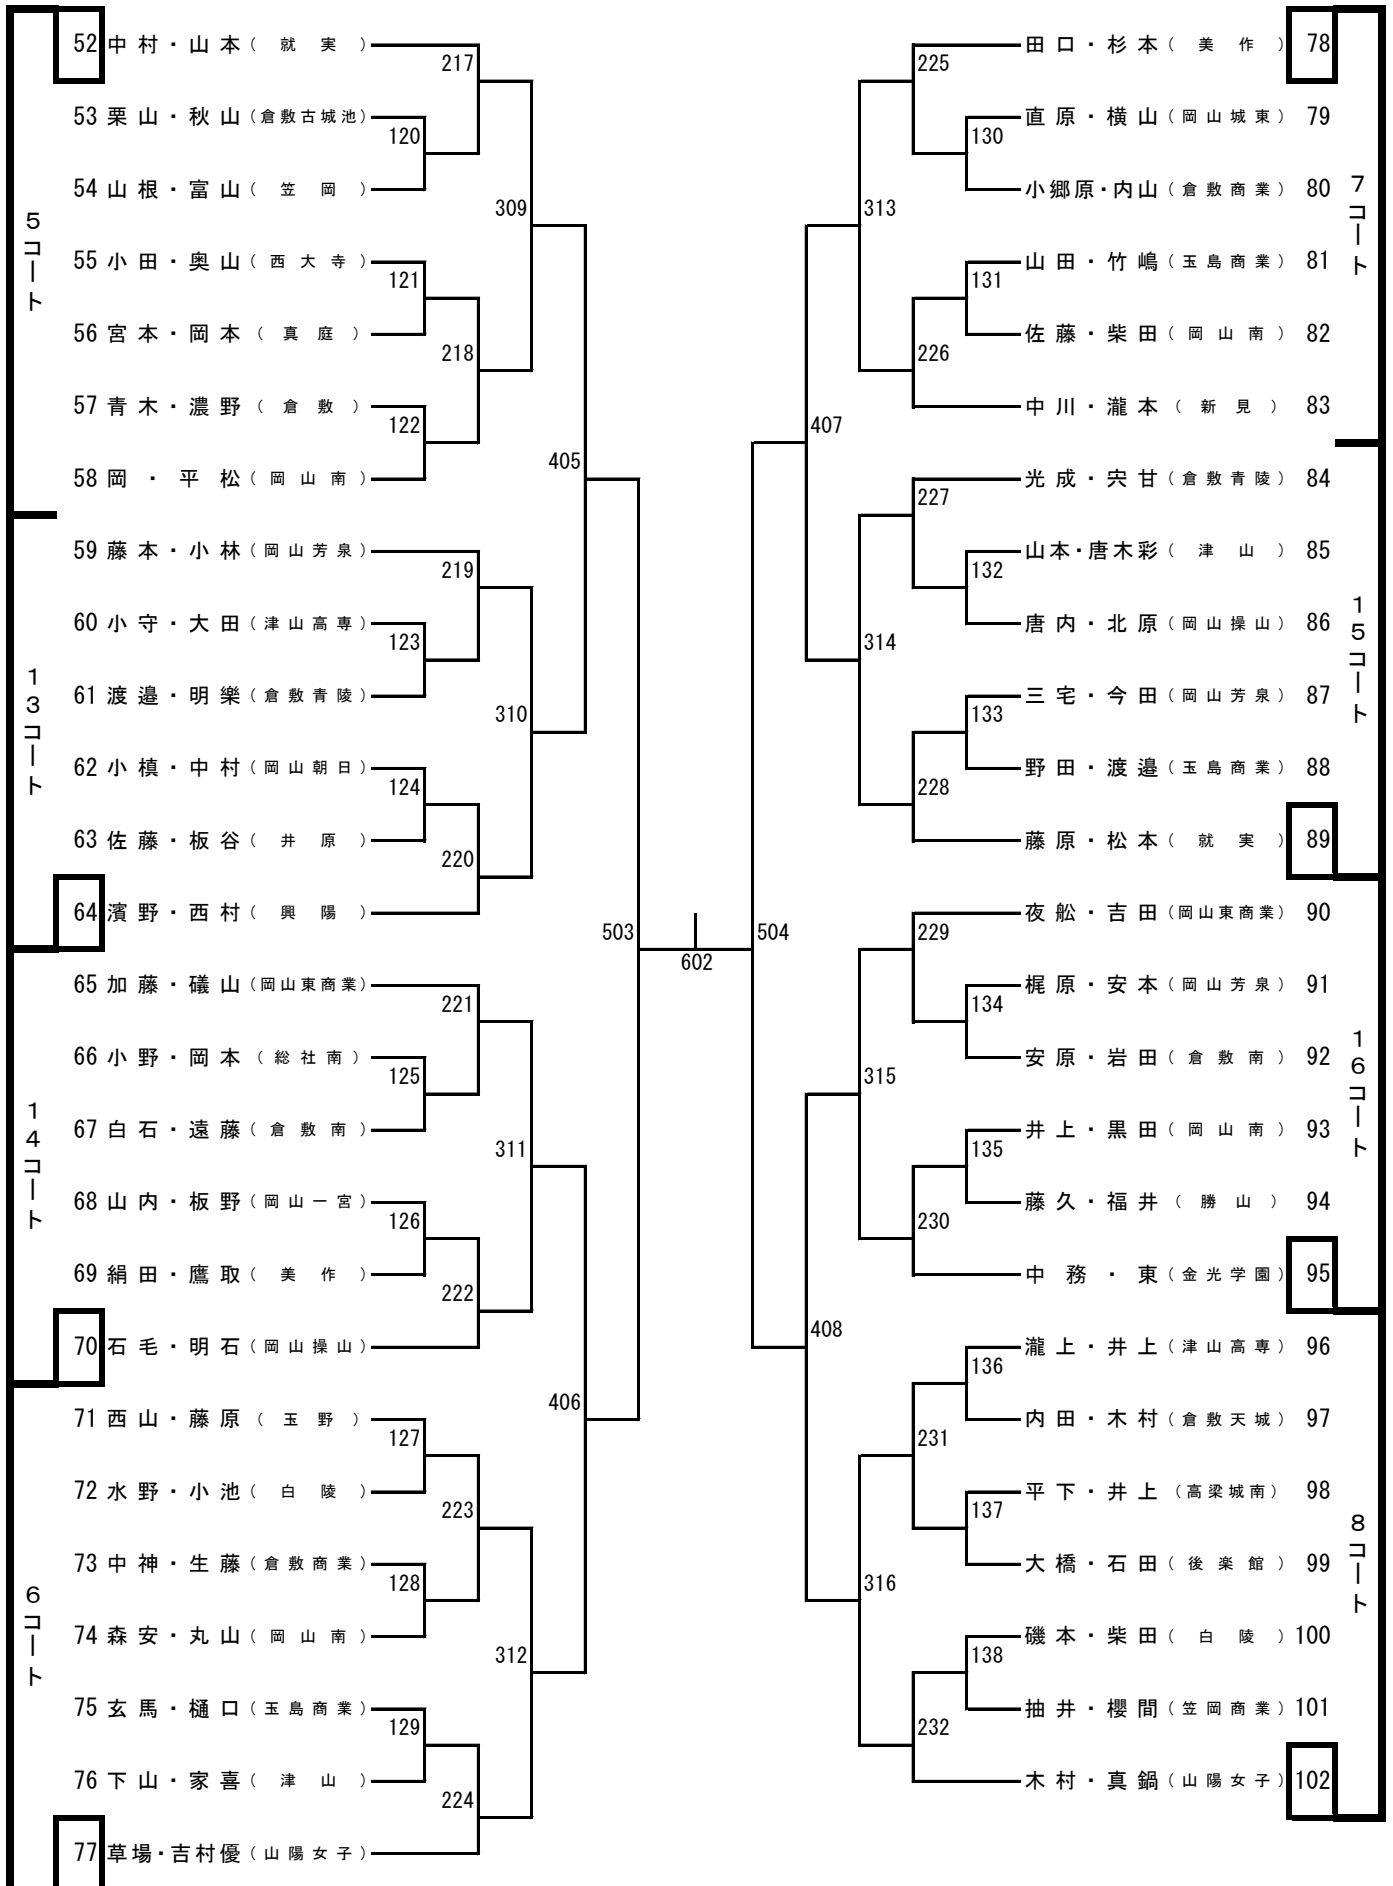 5コート
52 中村・山本（就実）
53 栗山・秋山（倉敷古城池）
54 山根・富山（笠岡）
55 小田・奥山（西大寺）
56 宮本・岡本（真庭）
57 青木・濃野（倉敷）
58 岡・平松（岡山南）
13コート
59 藤本・小林（岡山芳泉）
60 小守・大田（津山高専）
61 渡邉・明樂（倉敷青陵）
62 小槙・中村（岡山朝日）
63 佐藤・板谷（井原）
64 濱野・西村（興陽）
14コート
65 加藤・礒山（岡山東商業）
66 小野・岡本（総社南）
67 白石・遠藤（倉敷南）
68 山内・板野（岡山一宮）
69 絹田・鷹取（美作）
70 石毛・明石（岡山操山）
6コート
71 西山・藤原（玉野）
72 水野・小池（白陵）
73 中神・生藤（倉敷商業）
74 森安・丸山（岡山南）
75 玄馬・樋口（玉島商業）
76 下山・家喜（津山）
77 草場・吉村優（山陽女子）
217
120
309
121
218
122
405
219
123
310
124
220
503
221
125
311
126
222
406
127
223
128
312
129
224
602
225
130
313
131
226
407
227
132
314
133
228
504
229
134
315
135
230
408
136
231
137
316
138
232
7コート
田口・杉本（美作） 78
直原・横山（岡山城東） 79
小郷原・内山（倉敷商業） 80
山田・竹嶋（玉島商業） 81
佐藤・柴田（岡山南） 82
中川・瀧本（新見） 83
15コート
光成・宍甘（倉敷青陵） 84
山本・唐木彩（津山） 85
唐内・北原（岡山操山） 86
三宅・今田（岡山芳泉） 87
野田・渡邉（玉島商業） 88
藤原・松本（就実） 89
16コート
夜舩・吉田（岡山東商業） 90
梶原・安本（岡山芳泉） 91
安原・岩田（倉敷南） 92
井上・黒田（岡山南） 93
藤久・福井（勝山） 94
中務・東（金光学園） 95
8コート
瀧上・井上（津山高専） 96
内田・木村（倉敷天城） 97
平下・井上（高梁城南） 98
大橋・石田（後楽館） 99
磯本・柴田（白陵） 100
抽井・櫻間（笠岡商業） 101
木村・真鍋（山陽女子） 102